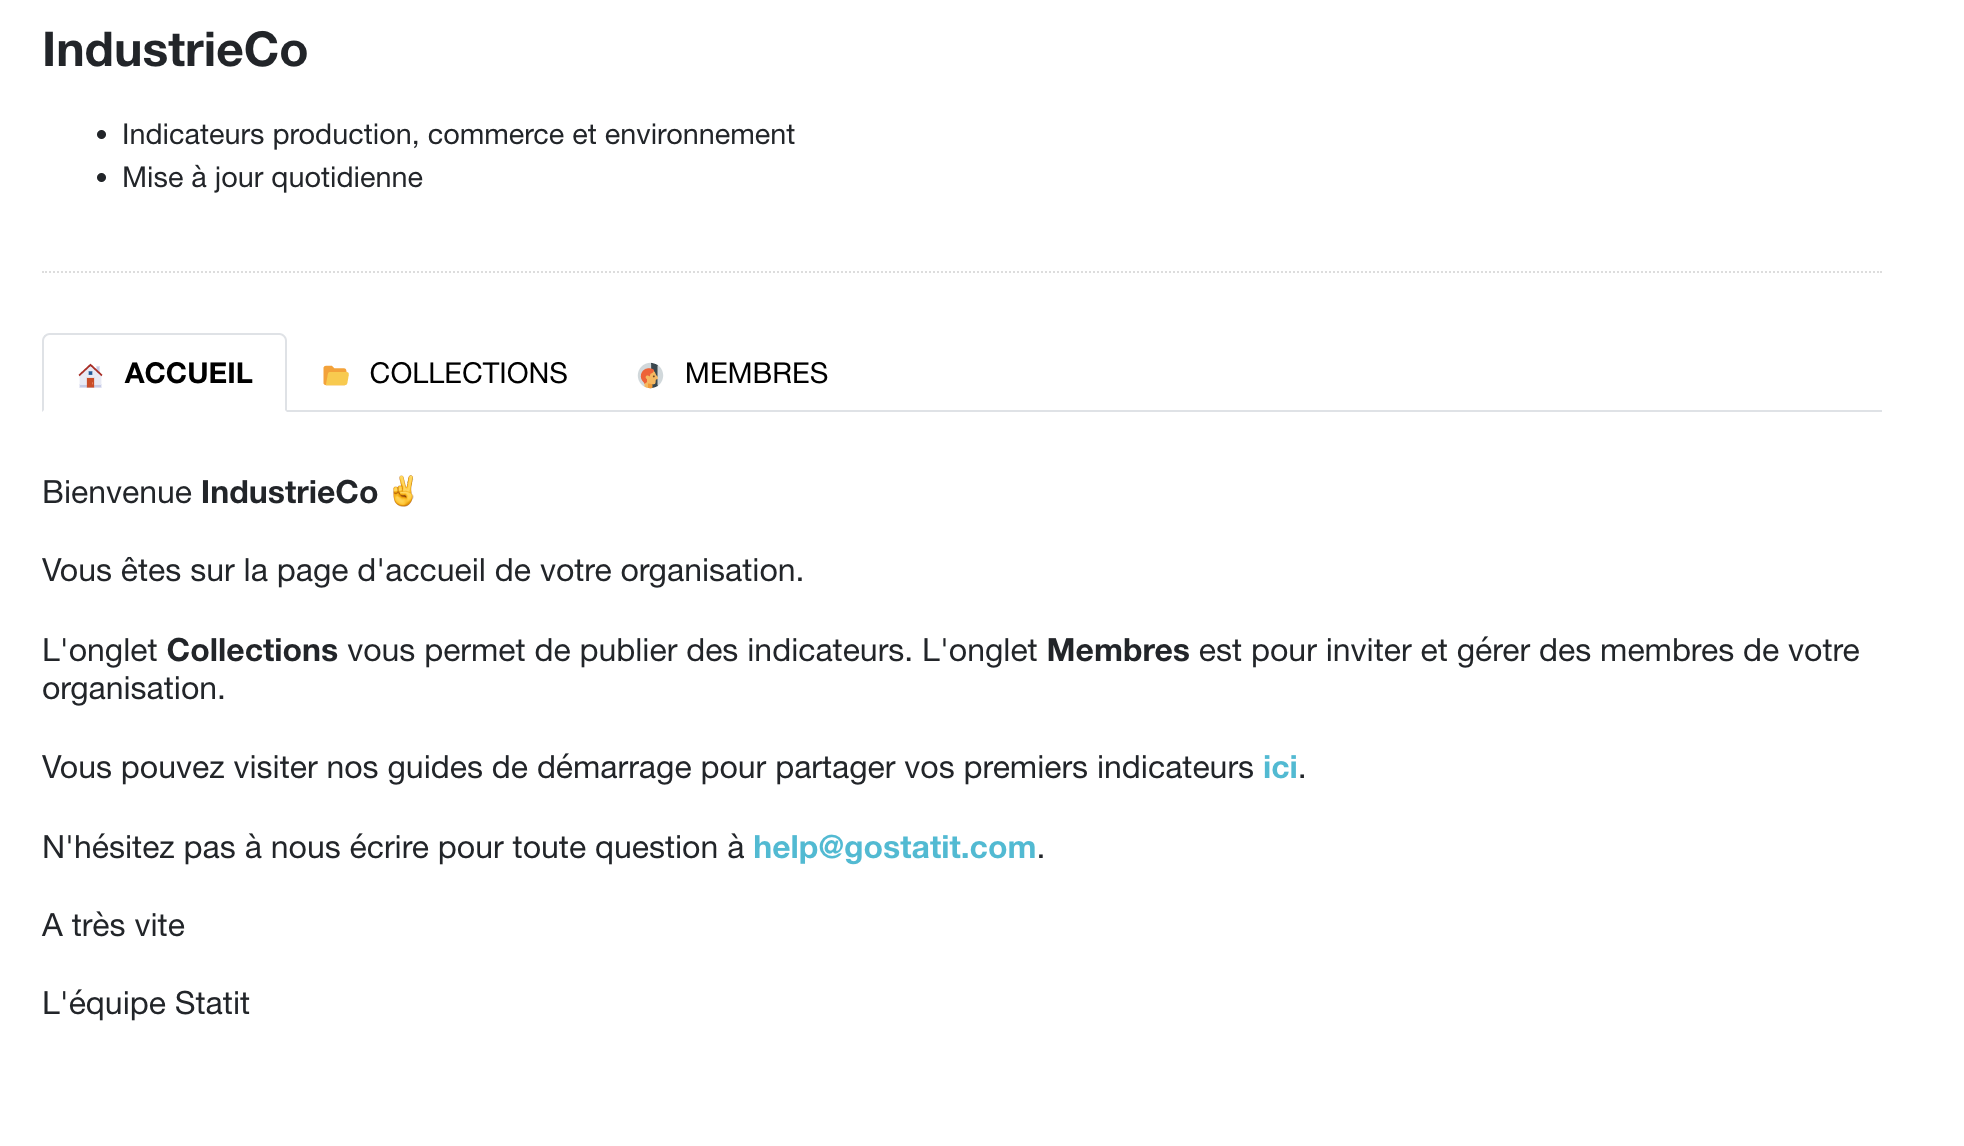 IndustrieCo
Indicateurs production, commerce et environnement
Mise à jour quotidienne
ACCUEIL COLLECTIONS MEMBRES
Bienvenue IndustrieCo ✌️
Vous êtes sur la page d'accueil de votre organisation.
L'onglet Collections vous permet de publier des indicateurs. L'onglet Membres est pour inviter et gérer des membres de votre
organisation.
Vous pouvez visiter nos guides de démarrage pour partager vos premiers indicateurs ici.
N'hésitez pas à nous écrire pour toute question à help@gostatit.com.
A très vite
L'équipe Statit